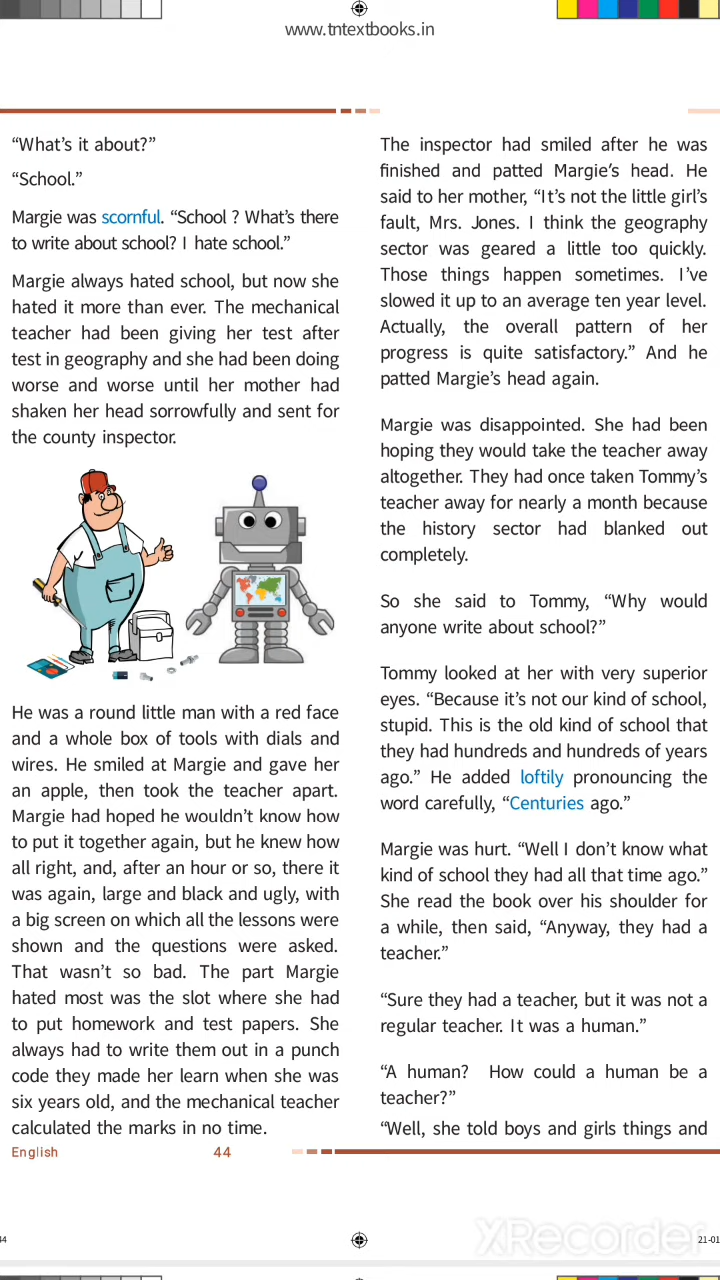 www.tntextbooks.in
“What’s it about?”
“School.”
Margie was scornful. “School ? What’s there
to write about school? I hate school.”
Margie always hated school, but now she
hated it more than ever. The mechanical
teacher had been giving her test after
test in geography and she had been doing
worse and worse until her mother had
shaken her head sorrowfully and sent for
the county inspector.
He was a round little man with a red face
and a whole box of tools with dials and
wires. He smiled at Margie and gave her
an apple, then took the teacher apart.
Margie had hoped he wouldn’t know how
to put it together again, but he knew how
all right, and, after an hour or so, there it
was again, large and black and ugly, with
a big screen on which all the lessons were
shown and the questions were asked.
That wasn’t so bad. The part Margie
hated most was the slot where she had
to put homework and test papers. She
always had to write them out in a punch
code they made her learn when she was
six years old, and the mechanical teacher
calculated the marks in no time.
The inspector had smiled after he was
finished and patted Margie’s head. He
said to her mother, “It’s not the little girl’s
fault, Mrs. Jones. I think the geography
sector was geared a little too quickly.
Those things happen sometimes. I’ve
slowed it up to an average ten year level.
Actually, the overall pattern of her
progress is quite satisfactory.” And he
patted Margie’s head again.
Margie was disappointed. She had been
hoping they would take the teacher away
altogether. They had once taken Tommy’s
teacher away for nearly a month because
the history sector had blanked out
completely.
So she said to Tommy, “Why would
anyone write about school?”
Tommy looked at her with very superior
eyes. “Because it’s not our kind of school,
stupid. This is the old kind of school that
they had hundreds and hundreds of years
ago.” He added loftily pronouncing the
word carefully, “Centuries ago.”
Margie was hurt. “Well I don’t know what
kind of school they had all that time ago.”
She read the book over his shoulder for
a while, then said, “Anyway, they had a
teacher.”
“Sure they had a teacher, but it was not a
regular teacher. It was a human.”
“A human? How could a human be a
teacher?”
“Well, she told boys and girls things and
English 44
44
21-01
XRecorder